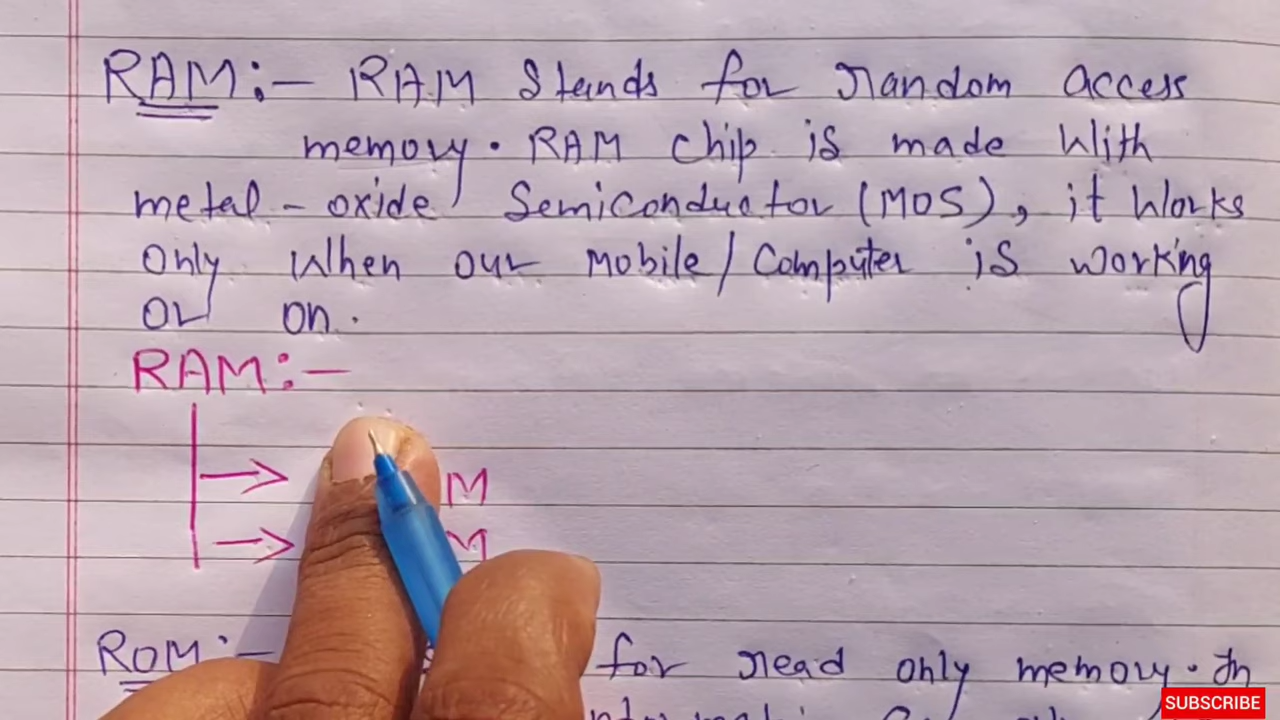 RAM:- RAM Stands for random access
memory. RAM chip is made With
metal-oxide Semiconductor (MOS), it Works
Only When our Mobile/Computer is working
or on.
RAM:-
→ M
→ M
ROM:- for read only memory. In
SUBSCRIBE